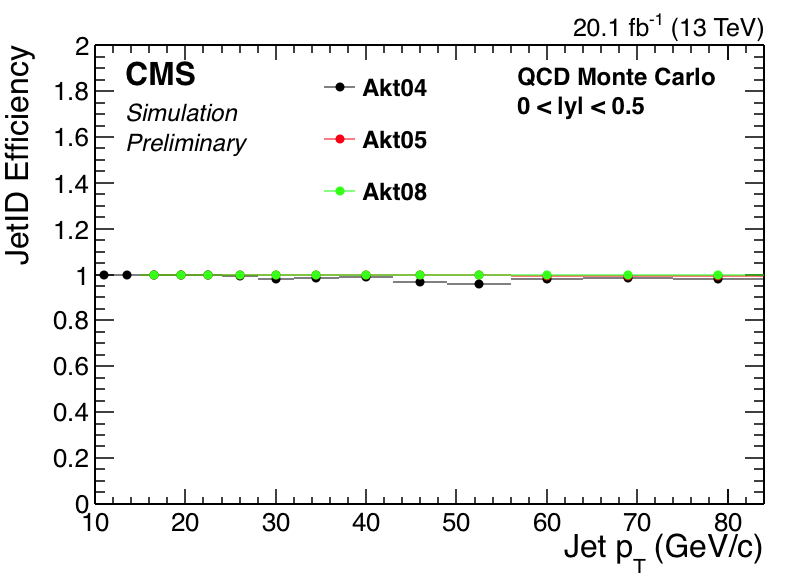 20.1 fb⁻¹ (13 TeV)
JetID Efficiency
2
1.8
1.6
1.4
1.2
1
0.8
0.6
0.4
0.2
0
CMS
Simulation
Preliminary
Akt04
Akt05
Akt08
QCD Monte Carlo
0 < |y| < 0.5
10 20 30 40 50 60 70 80
Jet p_T (GeV/c)